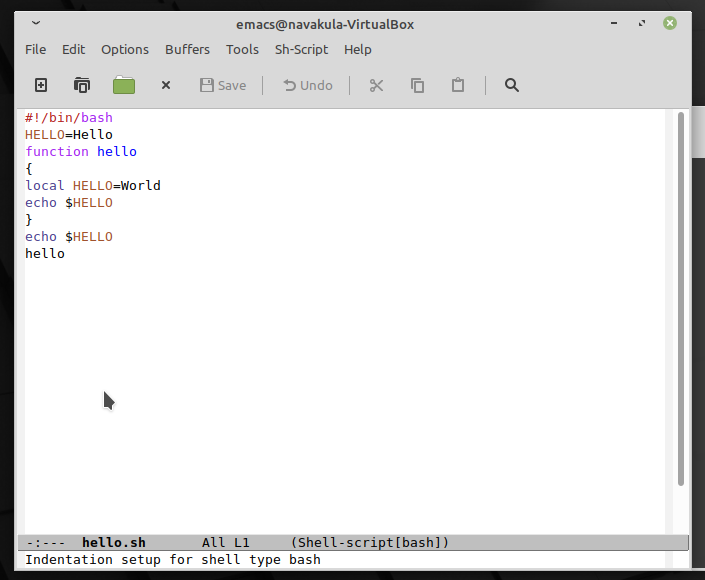 emacs@navakula-VirtualBox
File Edit Options Buffers Tools Sh-Script Help
Save Undo
#!/bin/bash
HELLO=Hello
function hello
{
local HELLO=World
echo $HELLO
}
echo $HELLO
hello
-:--- hello.sh All L1 (Shell-script[bash])
Indentation setup for shell type bash